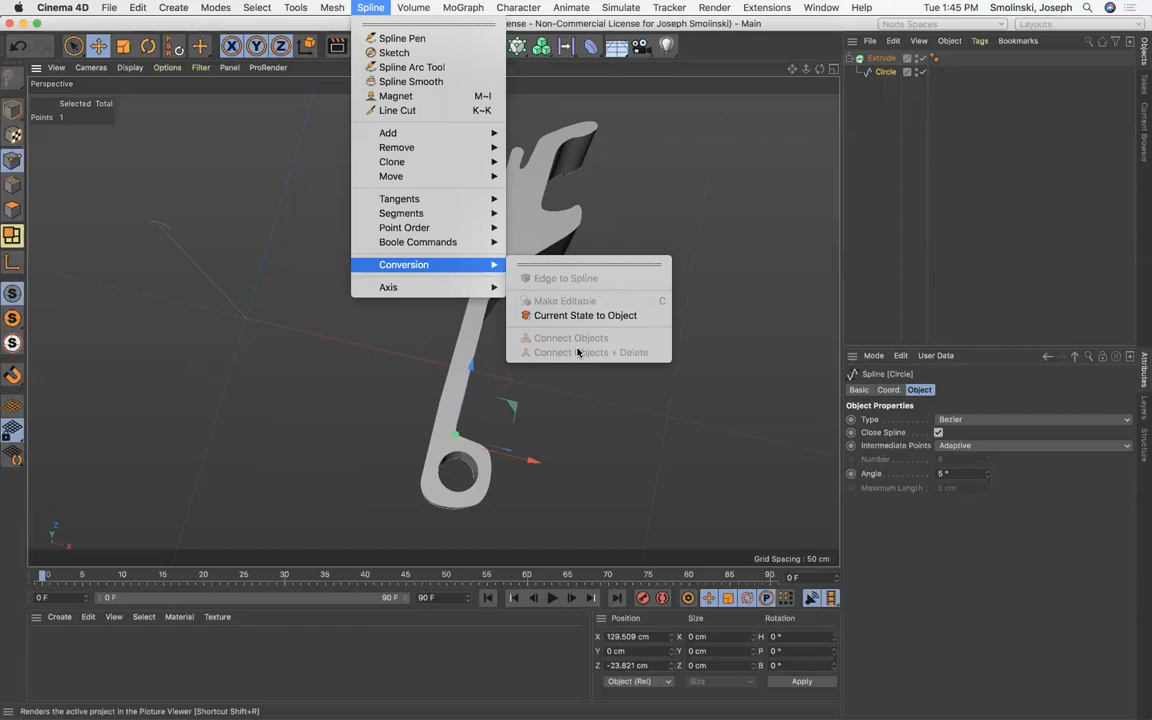 Cinema 4D File Edit Create Modes Select Tools Mesh Spline Volume MoGraph Character Animate Simulate Tracker Render Extensions Window Help Tue 1:45 PM Smolinski, Joseph
ense - Non-Commercial License for Joseph Smolinski) - Main Node Spaces Layouts
X Y Z
File Edit View Object Tags Bookmarks
View Cameras Display Options Filter Panel ProRender
Perspective
Selected Total
Points 1
Spline Pen
Sketch
Spline Arc Tool
Spline Smooth
Magnet M~I
Line Cut K~K
Add
Remove
Clone
Move
Tangents
Segments
Point Order
Boole Commands
Conversion
Axis
Edge to Spline
Make Editable C
Current State to Object
Connect Objects
Connect Objects + Delete
Extrude
Circle
Objects
Takes
Content Browser
Mode Edit User Data
Spline [Circle]
Basic Coord. Object
Object Properties
Type Bezier
Close Spline
Intermediate Points Adaptive
Number 8
Angle 5 °
Maximum Length 5 cm
Attributes
Layers
Structure
Z
Y
X
Grid Spacing : 50 cm
0 5 10 15 20 25 30 35 40 45 50 55 60 65 70 75 80 85 90 0 F
0 F 0 F 90 F 90 F
Create Edit View Select Material Texture
Position Size Rotation
X 129.509 cm X 0 cm H 0 °
Y 0 cm Y 0 cm P 0 °
Z -23.821 cm Z 0 cm B 0 °
Object (Rel) Size Apply
Renders the active project in the Picture Viewer [Shortcut Shift+R]